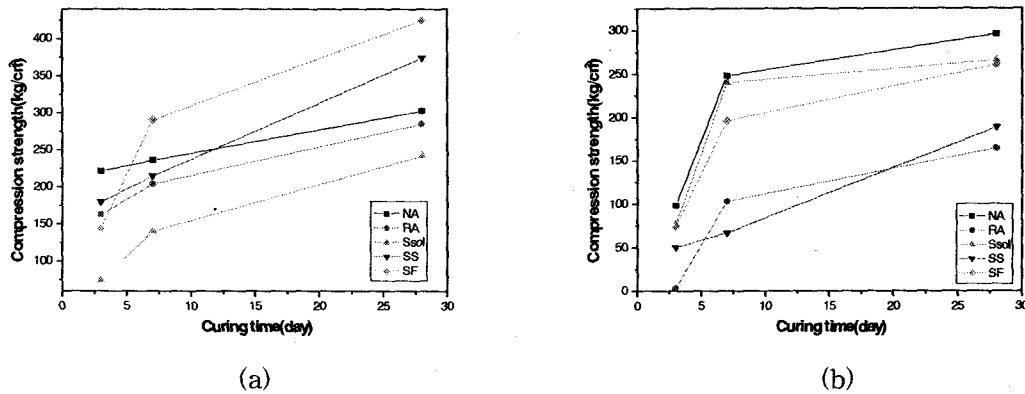 Compression strength(kg/cm²)
400
350
300
250
200
150
100
NA
RA
Ssol
SS
SF
0 5 10 15 20 25 30
Curing time(day)
(a)
Compression strength(kg/cm²)
300
250
200
150
100
50
0
NA
RA
Ssol
SS
SF
0 5 10 15 20 25 30
Curing time(day)
(b)